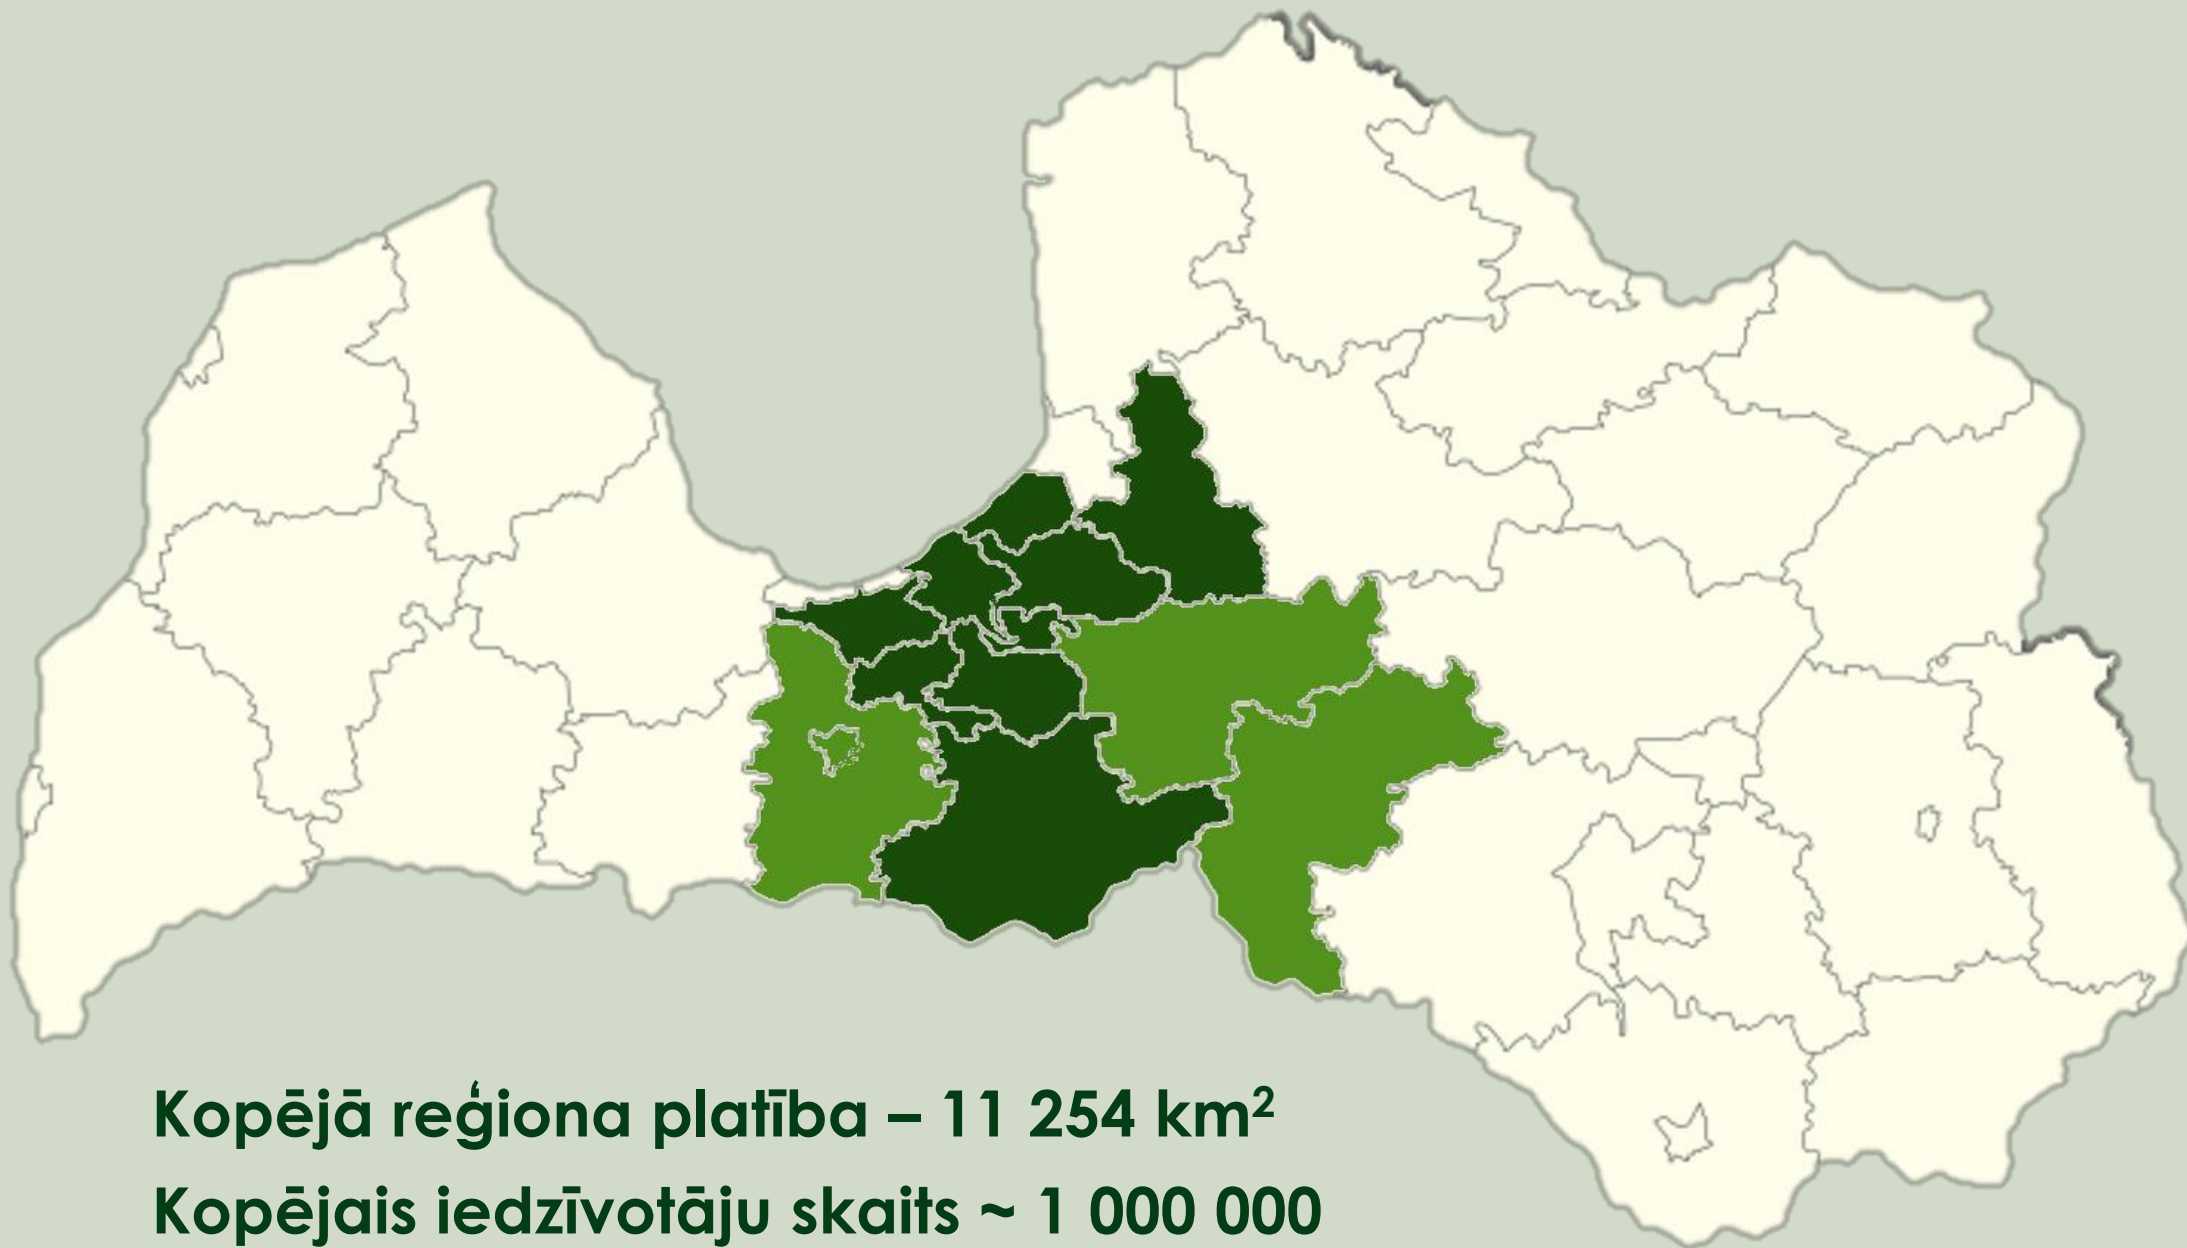 Kopējā reģiona platība – 11 254 km²
Kopējais iedzīvotāju skaits ~ 1 000 000